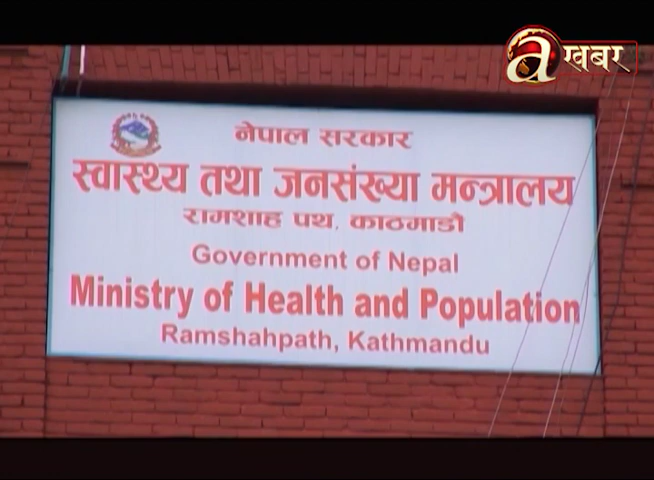 a खबर
नेपाल सरकार
स्वास्थ्य तथा जनसंख्या मन्त्रालय
रामशाह पथ, काठमाडौं
Government of Nepal
Ministry of Health and Population
Ramshahpath, Kathmandu